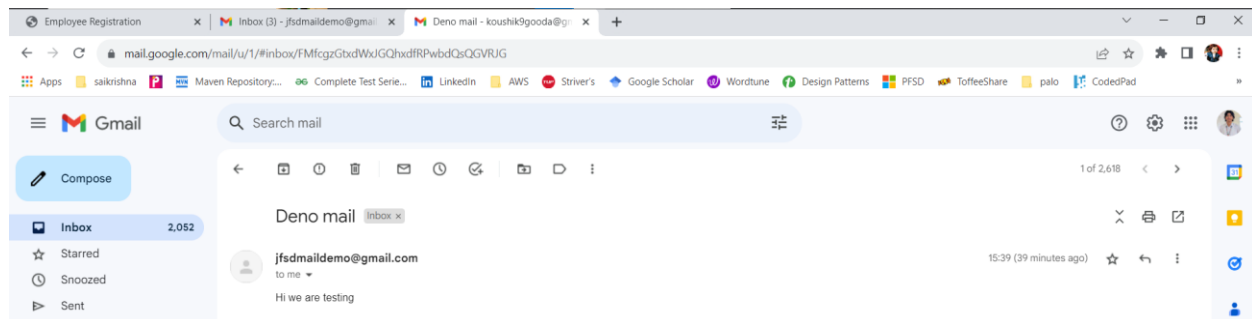 Employee Registration
Inbox (3) - jfsdmaildemo@gmail
Deno mail - koushik9gooda@gm
mail.google.com/mail/u/1/#inbox/FMfcgzGtxdWxJGQhxdfRPwbdQsQGVRJG
Apps saikrishna Maven Repository:... Complete Test Serie... LinkedIn AWS Striver's Google Scholar Wordtune Design Patterns PFSD ToffeeShare palo CodedPad
Gmail
Search mail
Compose
1 of 2,618
Deno mail Inbox x
Inbox 2,052
Starred
Snoozed
Sent
jfsdmaildemo@gmail.com
15:39 (39 minutes ago)
to me
Hi we are testing
31